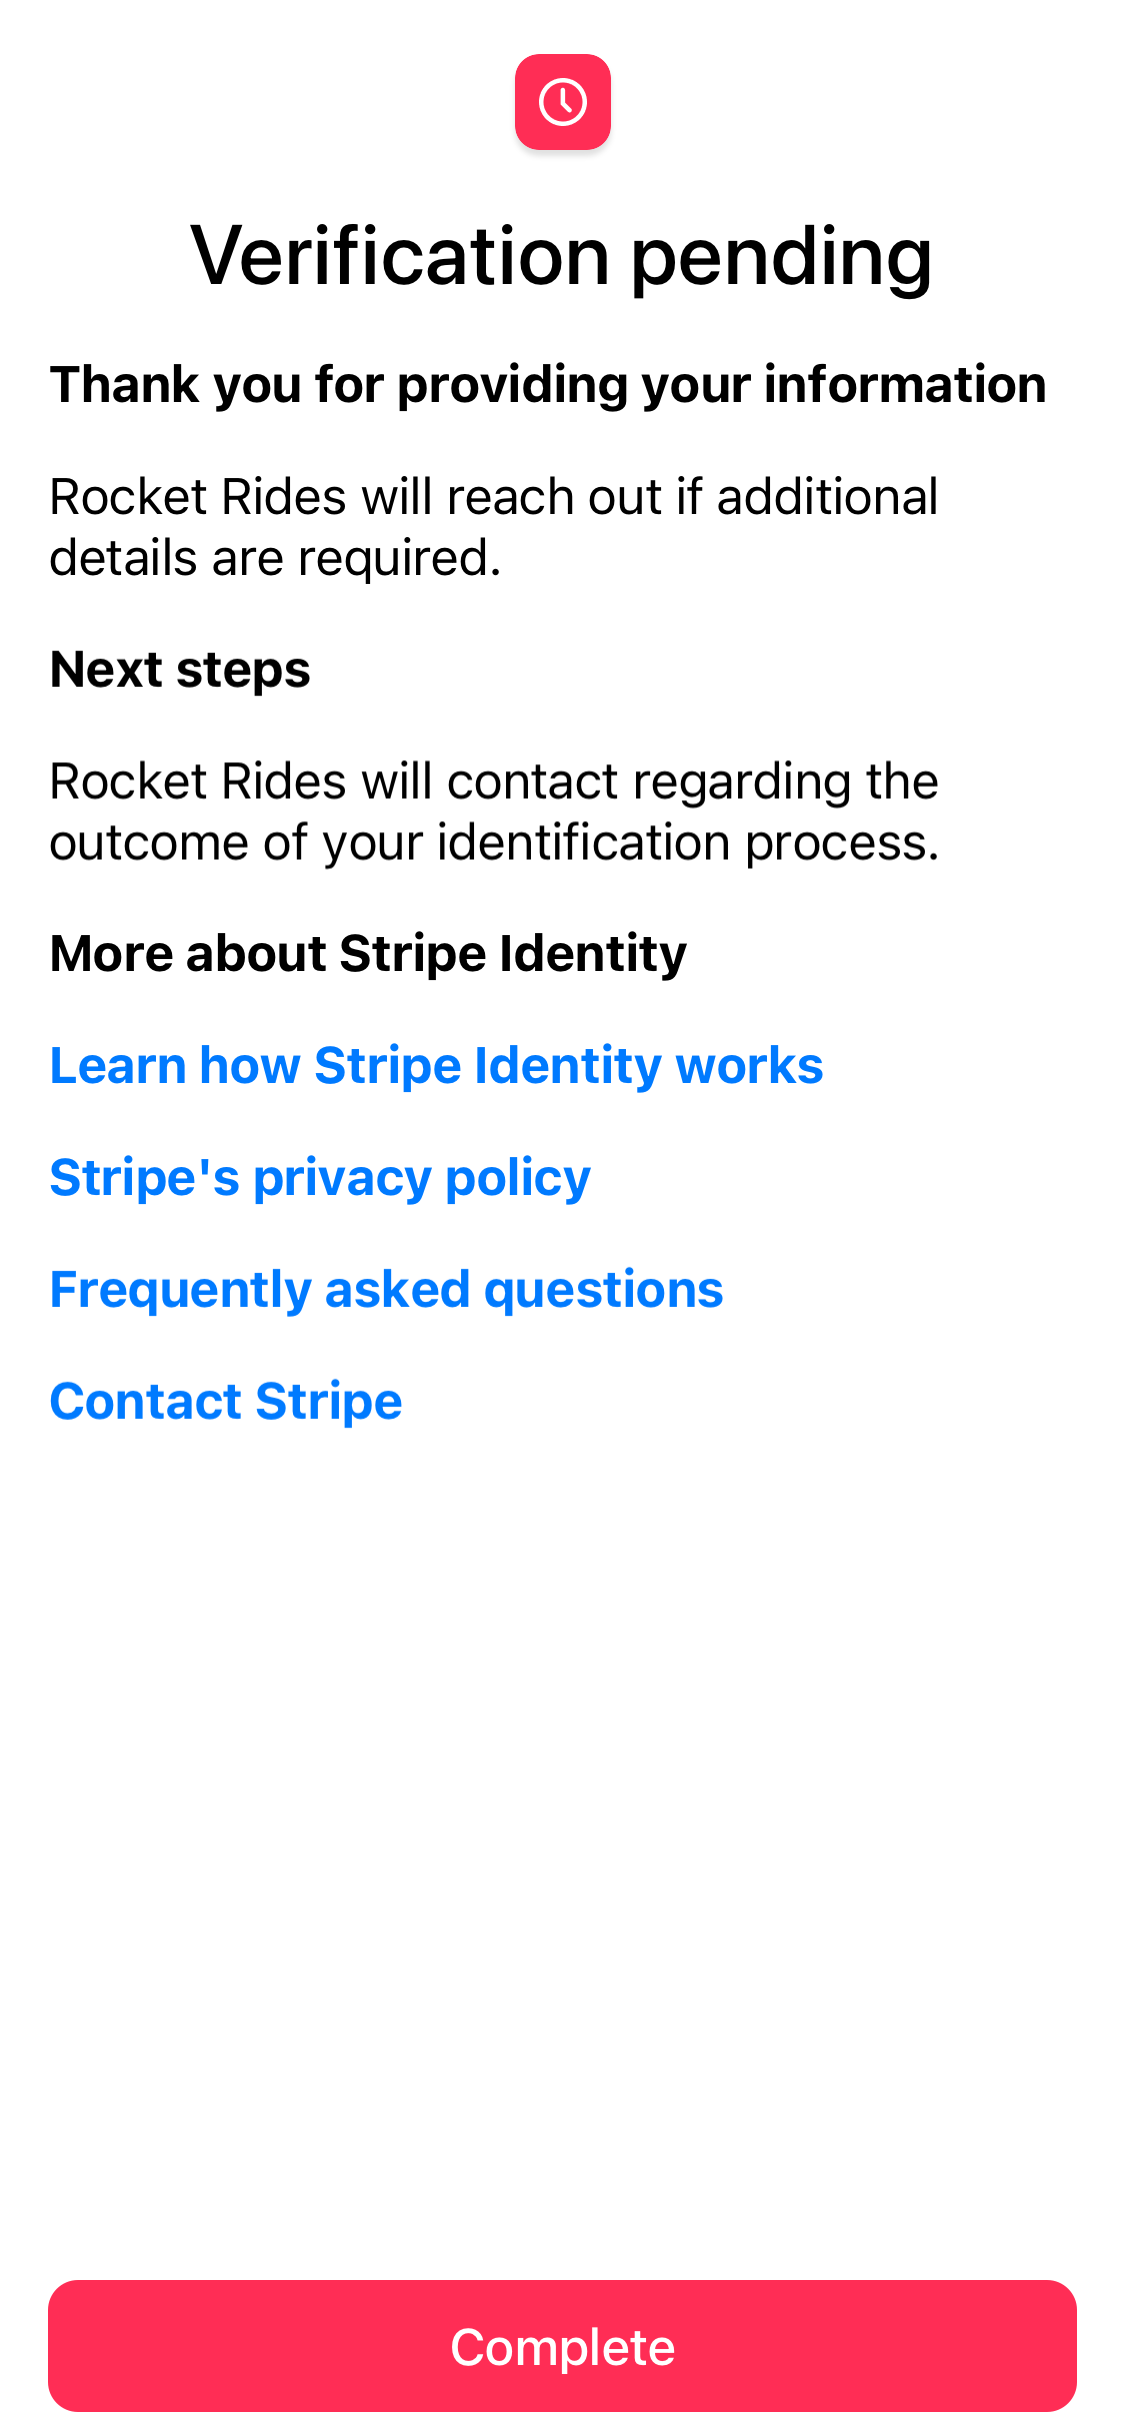 Verification pending
Thank you for providing your information
Rocket Rides will reach out if additional
details are required.
Next steps
Rocket Rides will contact regarding the
outcome of your identification process.
More about Stripe Identity
Learn how Stripe Identity works
Stripe's privacy policy
Frequently asked questions
Contact Stripe
Complete